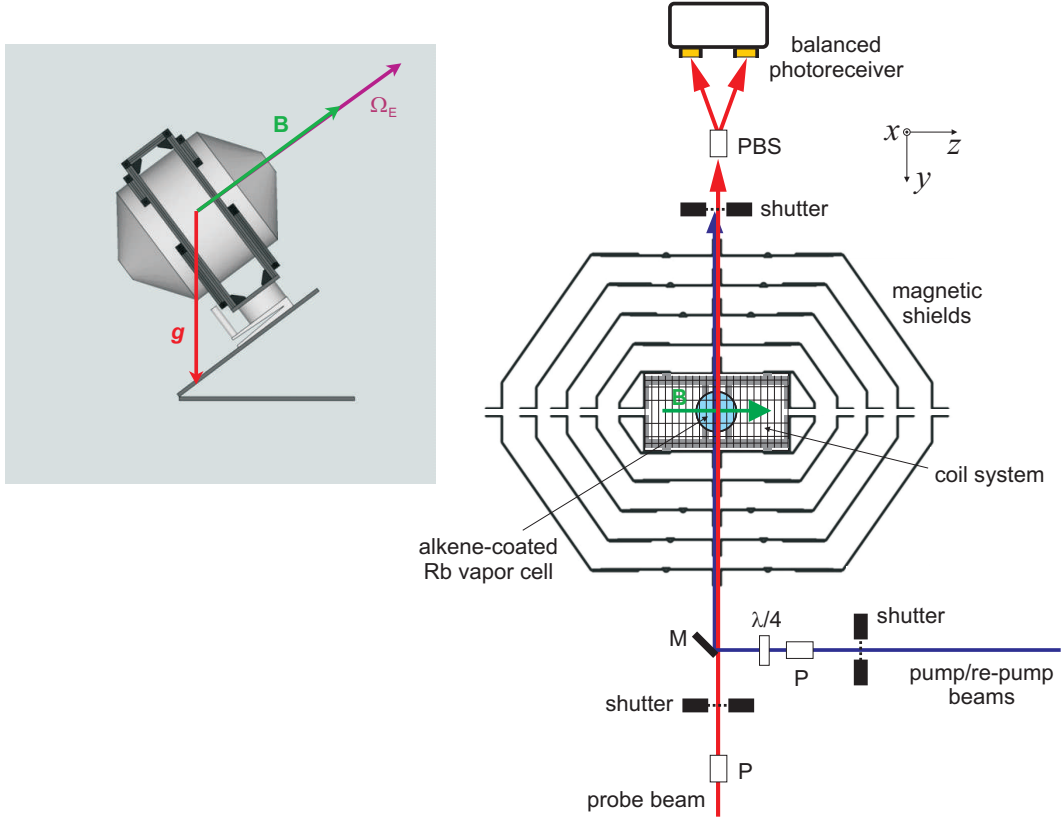 B
Ω_E
g
balanced
photoreceiver
PBS
x
z
y
shutter
magnetic
shields
B
coil system
alkene-coated
Rb vapor cell
M
λ/4
P
shutter
pump/re-pump
beams
shutter
P
probe beam